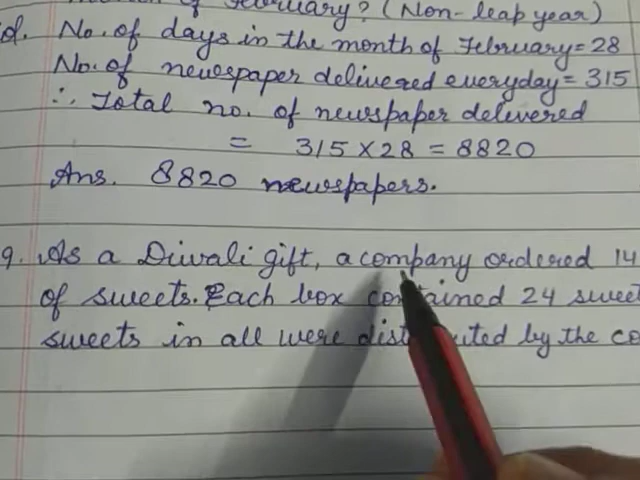 of February? (Non-leap year)
d. No. of days in the month of February = 28
No. of newspaper delivered everyday = 315
∴ Total no. of newspaper delivered
= 315 × 28 = 8820
Ans. 8820 newspapers.
9. As a Diwali gift, a company ordered 14
of sweets. Each box contained 24 sweet
sweets in all were distributed by the co